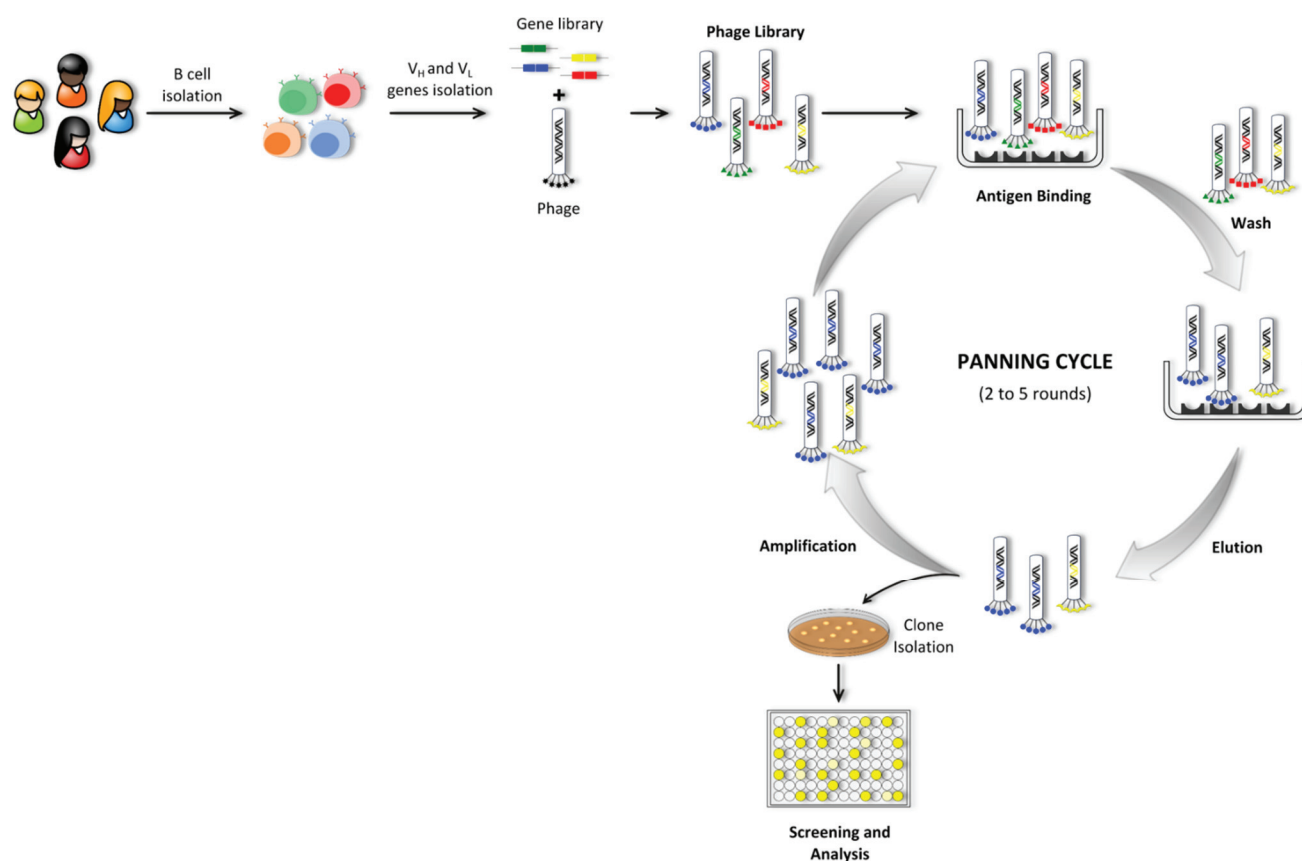 B cell
isolation
V_H and V_L
genes isolation
Gene library
+
Phage
Phage Library
Antigen Binding
Wash
PANNING CYCLE
(2 to 5 rounds)
Elution
Amplification
Clone
Isolation
Screening and
Analysis